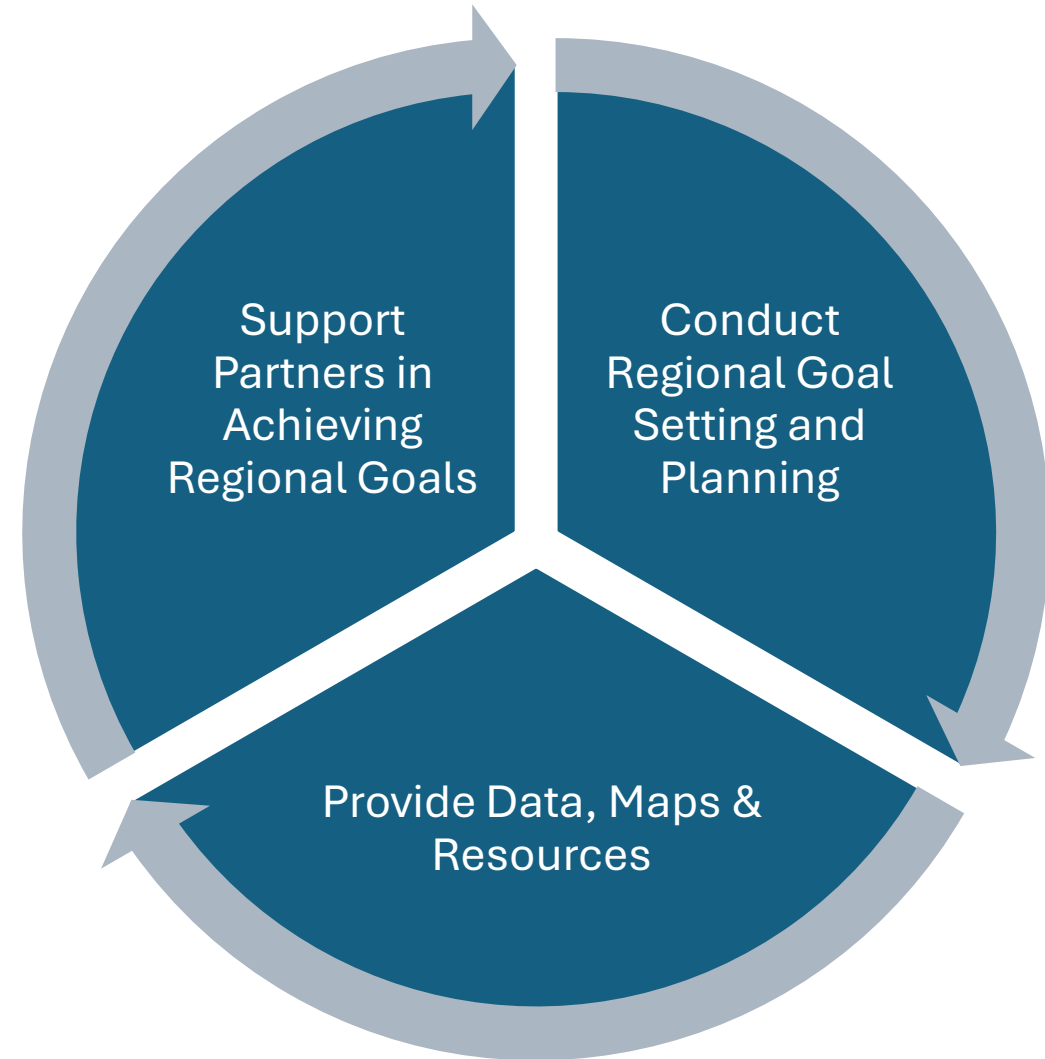 Support
Partners in
Achieving
Regional Goals
Conduct
Regional Goal
Setting and
Planning
Provide Data, Maps &
Resources